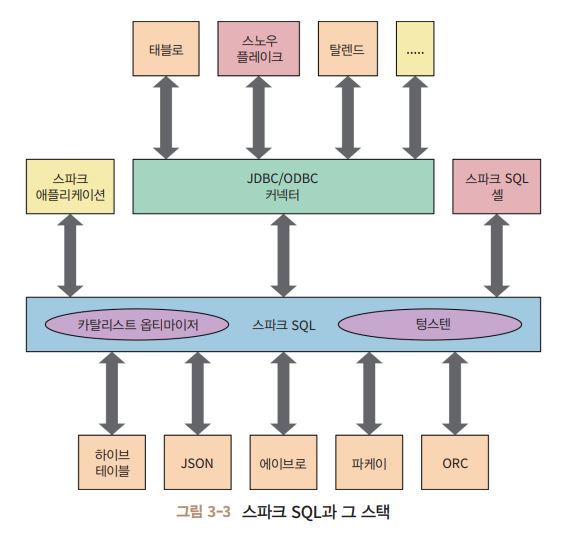 태블로
스노우
플레이크
탈렌드
.....
스파크
애플리케이션
JDBC/ODBC
커넥터
스파크 SQL
셸
카탈리스트 옵티마이저
스파크 SQL
텅스텐
하이브
테이블
JSON
에이브로
파케이
ORC
그림 3-3 스파크 SQL과 그 스택